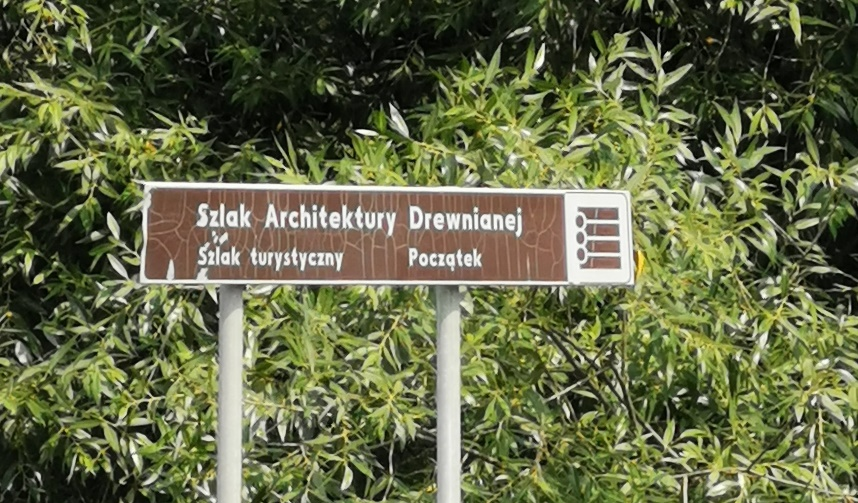 Szlak Architektury Drewnianej
Szlak turystyczny Początek